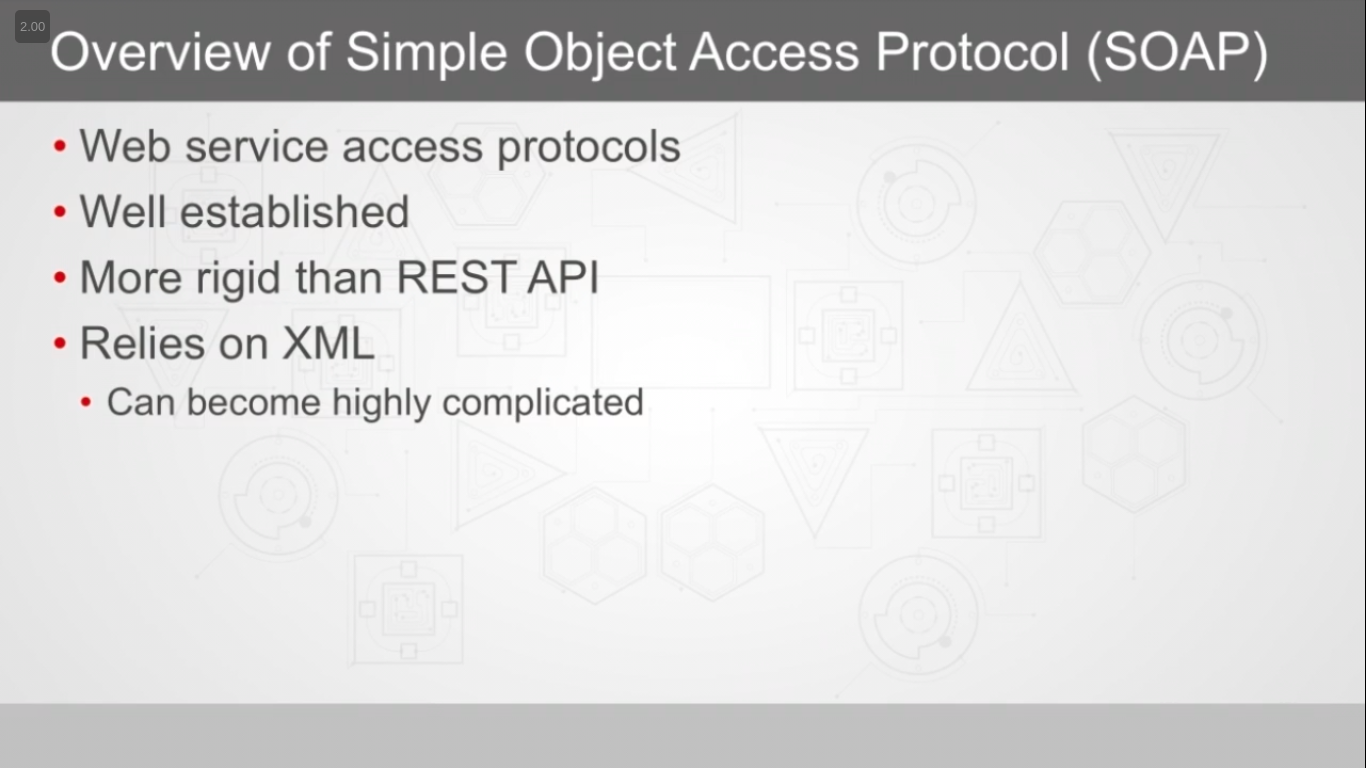 2.00
Overview of Simple Object Access Protocol (SOAP)
• Web service access protocols
• Well established
• More rigid than REST API
• Relies on XML
• Can become highly complicated